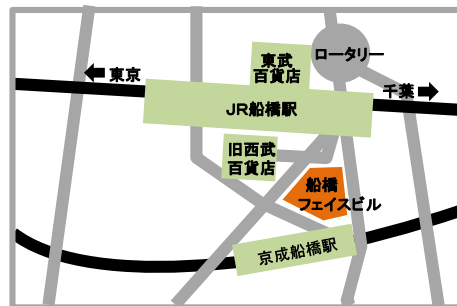 東武
百貨店
ロータリー
東京
千葉
JR船橋駅
旧西武
百貨店
船橋
フェイスビル
京成船橋駅